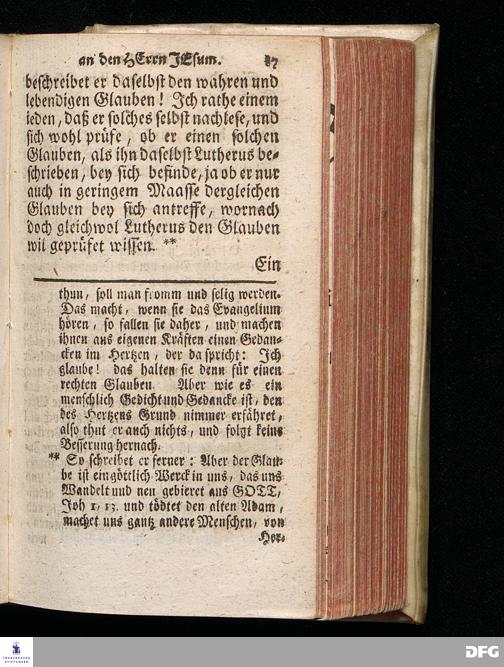 an den HErrn JEsum. 87
beschreibet er daselbst den wahren und
lebendigen Glauben! Ich rathe einem
ieden, daß er solches selbst nachlese, und
sich wohl prüfe, ob er einen solchen
Glauben, als ihn daselbst Lutherus be-
schrieben, bey sich befinde, ja ob er nur
auch in geringem Maasse dergleichen
Glauben bey sich antreffe, wornach
doch gleichwol Lutherus den Glauben
wil geprüfet wissen. **
Ein
thun, soll man fromm und selig werden.
Das macht, wenn sie das Evangelium
hören, so fallen sie daher, und machen
ihnen aus eigenen Kräften einen Gedan-
cken im Hertzen, der da spricht: Ich
glaube! das halten sie denn für einen
rechten Glauben. Aber wie es ein
menschlich Gedicht und Gedancke ist, den
des Hertzens Grund nimmer erfähret,
also thut er auch nichts, und folgt keine
Besserung hernach.
** So schreibet er ferner: Aber der Glau-
be ist ein göttlich Werck in uns, das uns
Wandelt und neu gebieret aus GOTT,
Joh 1, 13. und tödtet den alten Adam,
machet uns gantz andere Menschen, von
Her-
FRANCKESCHE
STIFTUNGEN
DFG